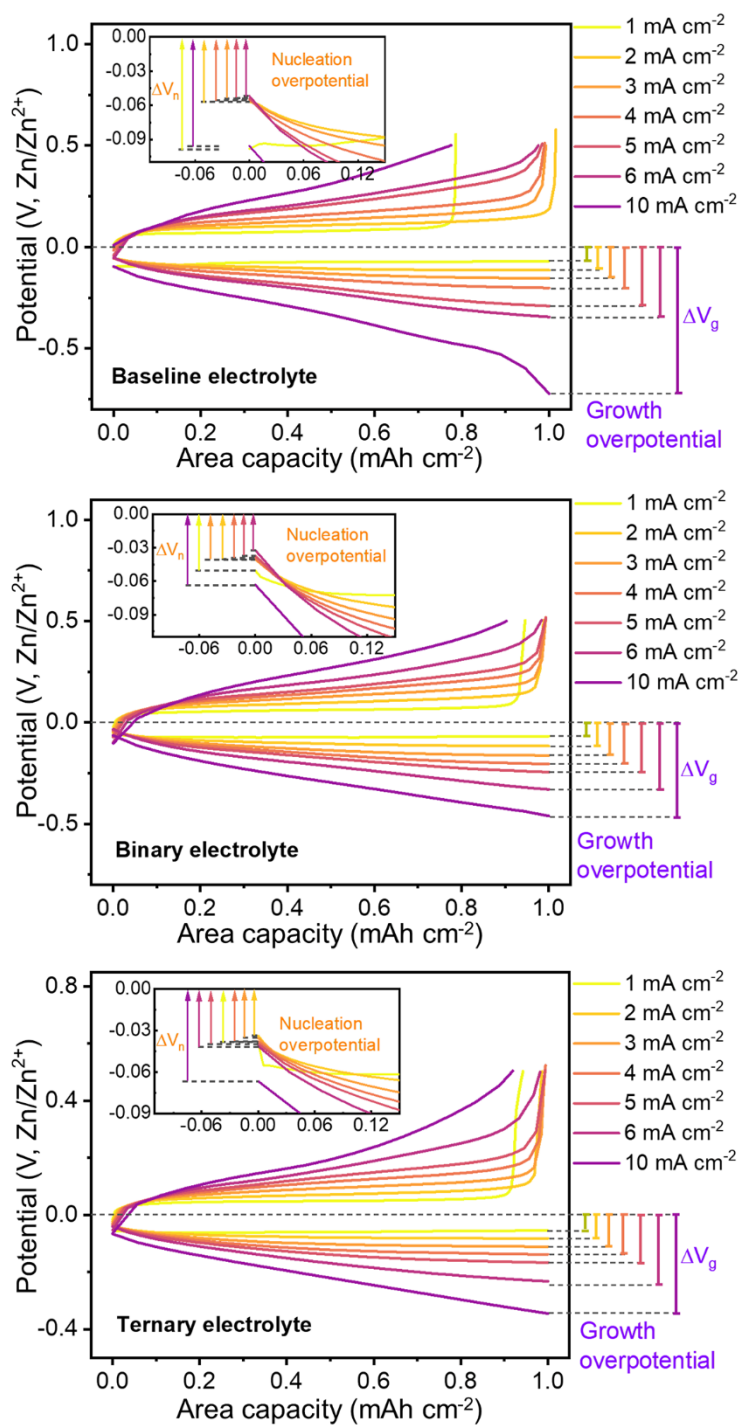 1.0
0.5
0.0
-0.5
Potential (V, Zn/Zn²⁺)
0.00
-0.03
-0.06
-0.09
ΔVₙ
Nucleation
overpotential
-0.06
0.00
0.06
0.12
1 mA cm⁻²
2 mA cm⁻²
3 mA cm⁻²
4 mA cm⁻²
5 mA cm⁻²
6 mA cm⁻²
10 mA cm⁻²
ΔV_g
Baseline electrolyte
Growth
overpotential
0.0 0.2 0.4 0.6 0.8 1.0
Area capacity (mAh cm⁻²)
1.0
0.5
0.0
-0.5
Potential (V, Zn/Zn²⁺)
0.00
-0.03
-0.06
-0.09
ΔVₙ
Nucleation
overpotential
-0.06 0.00 0.06 0.12
1 mA cm⁻²
2 mA cm⁻²
3 mA cm⁻²
4 mA cm⁻²
5 mA cm⁻²
6 mA cm⁻²
10 mA cm⁻²
ΔV_g
Binary electrolyte
Growth
overpotential
0.0 0.2 0.4 0.6 0.8 1.0
Area capacity (mAh cm⁻²)
0.8
0.4
0.0
-0.4
Potential (V, Zn/Zn²⁺)
0.00
-0.03
-0.06
-0.09
ΔVₙ
Nucleation
overpotential
-0.06 0.00 0.06 0.12
1 mA cm⁻²
2 mA cm⁻²
3 mA cm⁻²
4 mA cm⁻²
5 mA cm⁻²
6 mA cm⁻²
10 mA cm⁻²
ΔV_g
Ternary electrolyte
Growth
overpotential
0.0 0.2 0.4 0.6 0.8 1.0
Area capacity (mAh cm⁻²)